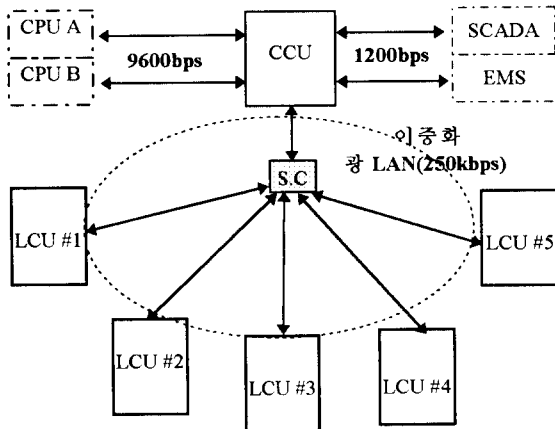 CPU A
CPU B
9600bps
CCU
1200bps
SCADA
EMS
이중화
광 LAN(250kbps)
S.C
LCU #1
LCU #2
LCU #3
LCU #4
LCU #5